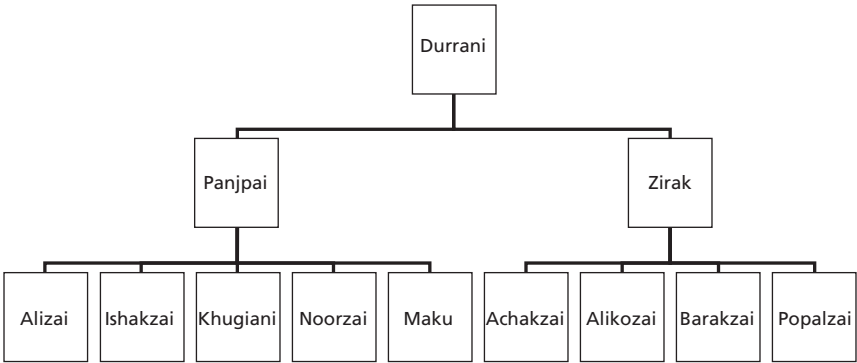 Durrani
Panjpai
Zirak
Alizai
Ishakzai
Khugiani
Noorzai
Maku
Achakzai
Alikozai
Barakzai
Popalzai